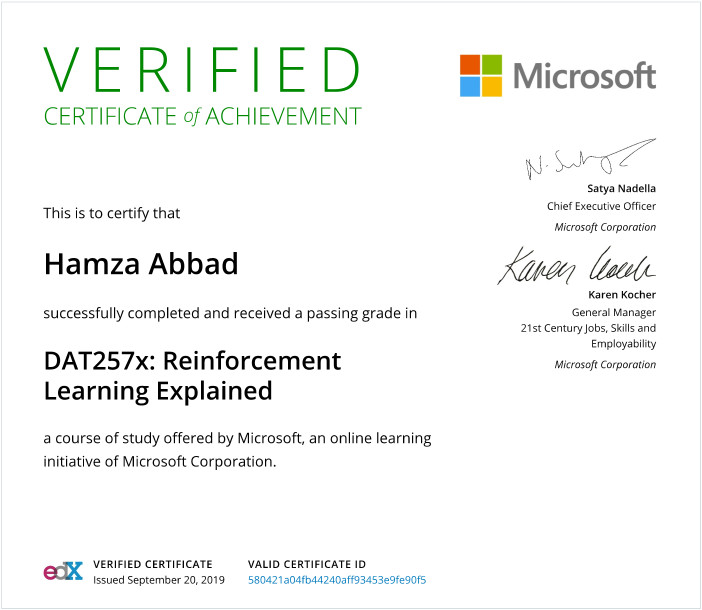 VERIFIED
CERTIFICATE of ACHIEVEMENT
Microsoft
N. Satya
Satya Nadella
Chief Executive Officer
Microsoft Corporation
This is to certify that
Hamza Abbad
successfully completed and received a passing grade in
DAT257x: Reinforcement
Learning Explained
a course of study offered by Microsoft, an online learning
initiative of Microsoft Corporation.
Karen Kocher
Karen Kocher
General Manager
21st Century Jobs, Skills and
Employability
Microsoft Corporation
edX
VERIFIED CERTIFICATE
Issued September 20, 2019
VALID CERTIFICATE ID
580421a04fb44240aff93453e9fe90f5